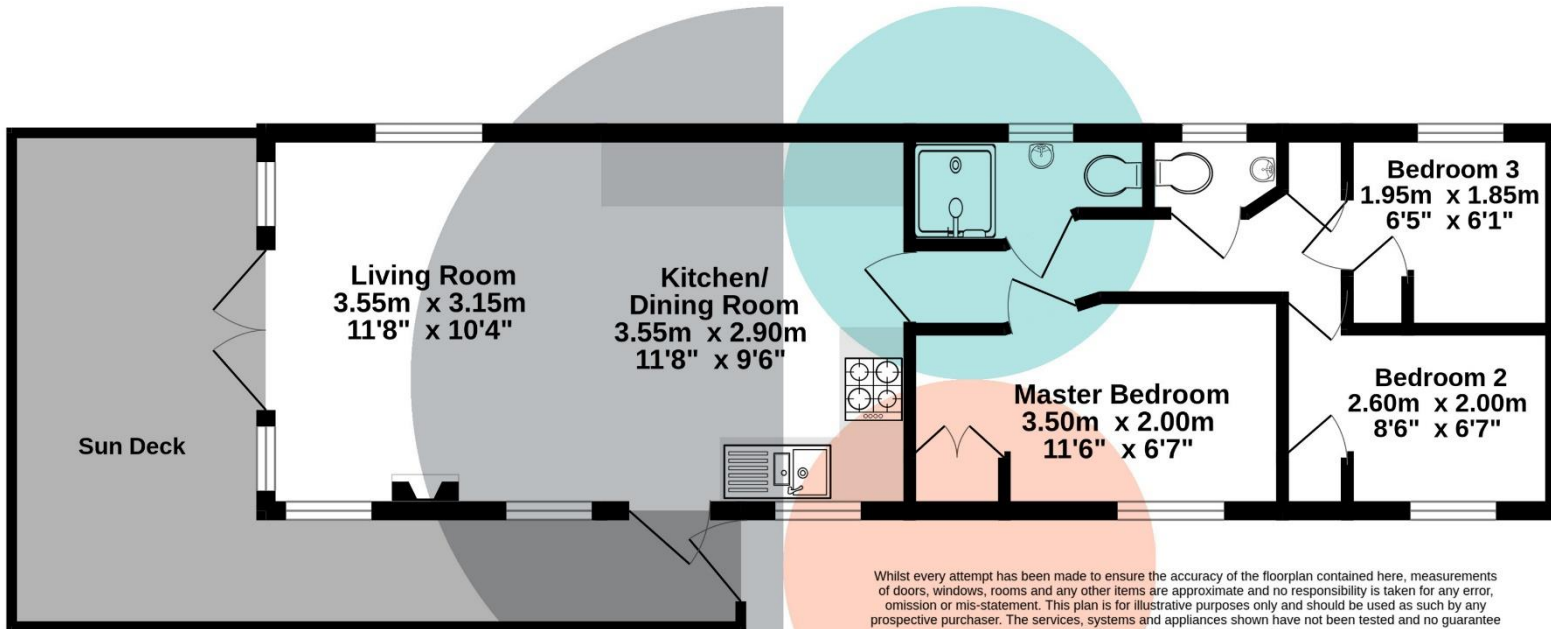 Living Room
3.55m x 3.15m
11'8" x 10'4"
Kitchen/
Dining Room
3.55m x 2.90m
11'8" x 9'6"
Bedroom 3
1.95m x 1.85m
6'5" x 6'1"
Master Bedroom
3.50m x 2.00m
11'6" x 6'7"
Bedroom 2
2.60m x 2.00m
8'6" x 6'7"
Sun Deck
Whilst every attempt has been made to ensure the accuracy of the floorplan contained here, measurements
of doors, windows, rooms and any other items are approximate and no responsibility is taken for any error,
omission or mis-statement. This plan is for illustrative purposes only and should be used as such by any
prospective purchaser. The services, systems and appliances shown have not been tested and no guarantee